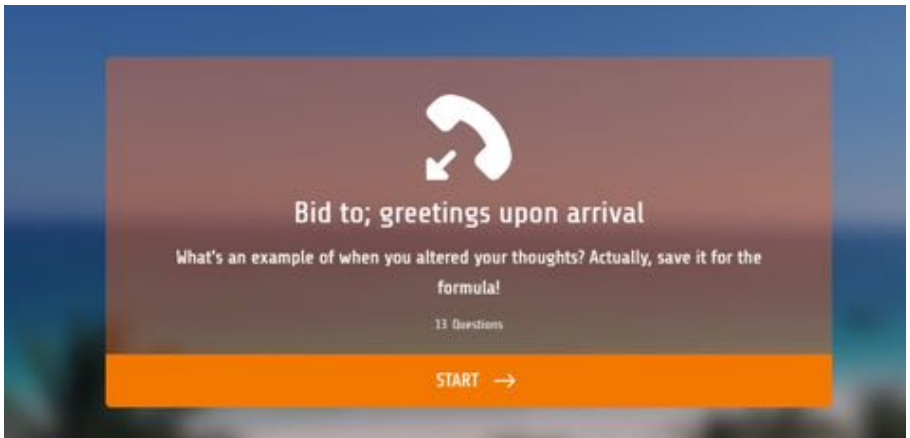 Bid to; greetings upon arrival
What's an example of when you altered your thoughts? Actually, save it for the
formula!
13 Questions
START →